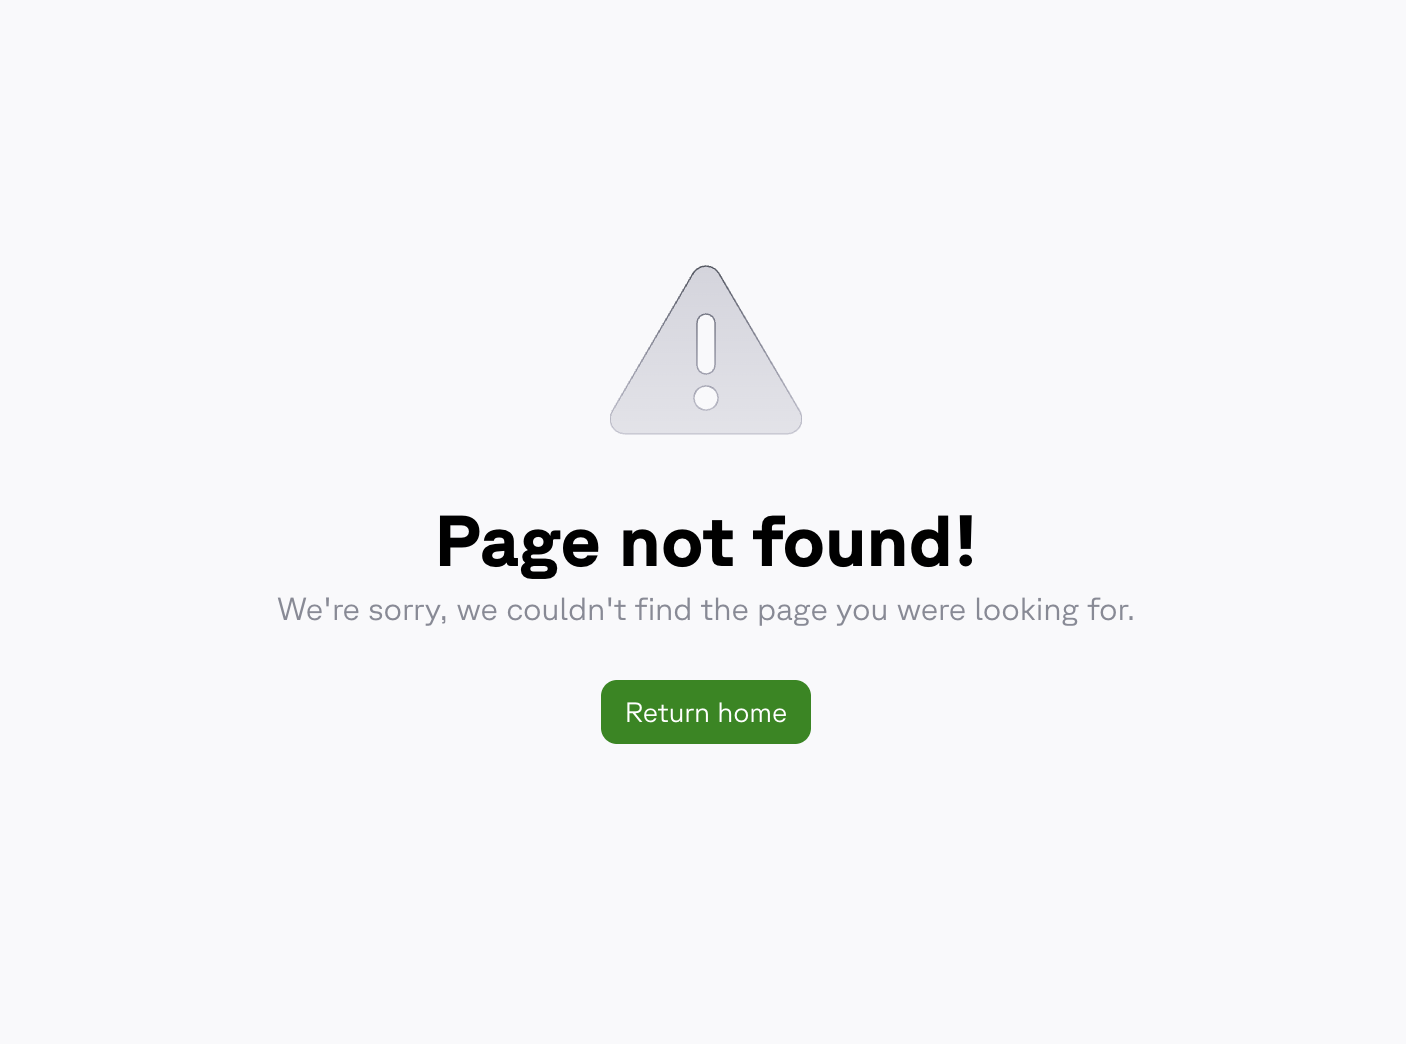 Page not found!
We're sorry, we couldn't find the page you were looking for.
Return home